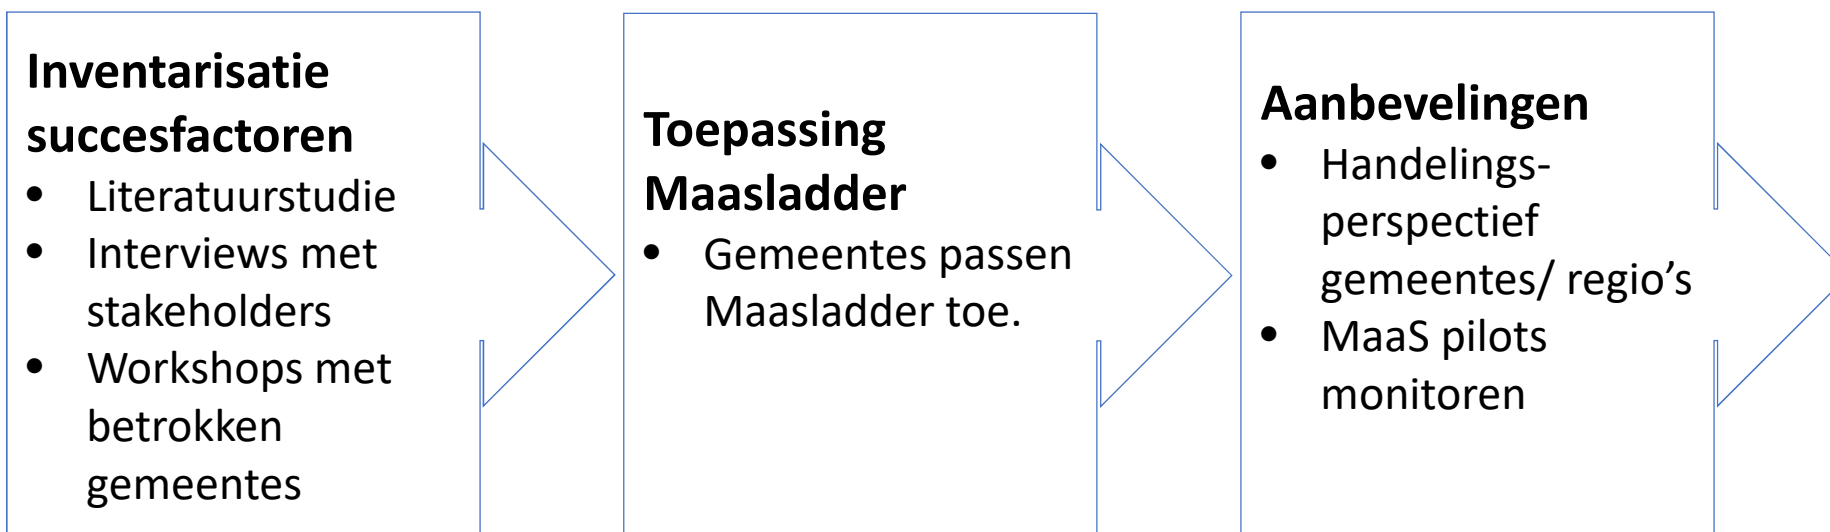 Inventarisatie
succesfactoren
• Literatuurstudie
• Interviews met
stakeholders
• Workshops met
betrokken
gemeentes
Toepassing
Maasladder
• Gemeentes passen
Maasladder toe.
Aanbevelingen
• Handelings-
perspectief
gemeentes/ regio’s
• MaaS pilots
monitoren